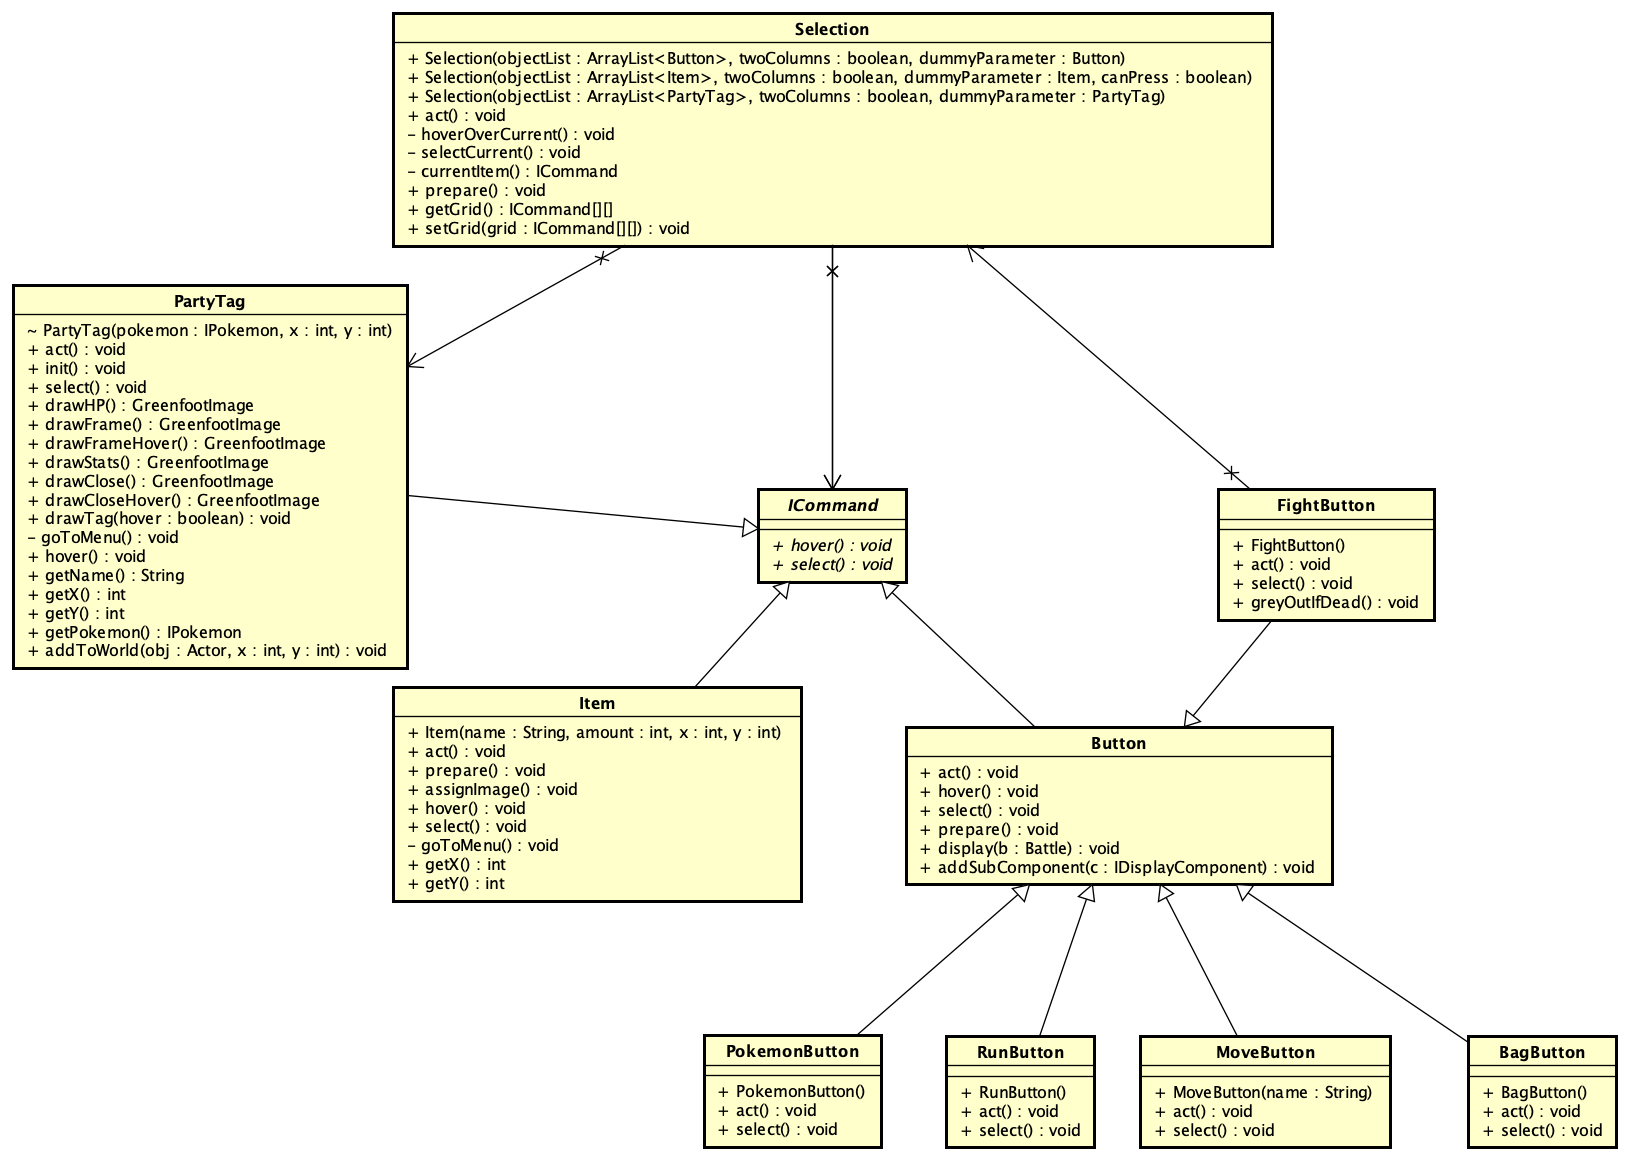 Selection
+ Selection(objectList : ArrayList<Button>, twoColumns : boolean, dummyParameter : Button)
+ Selection(objectList : ArrayList<Item>, twoColumns : boolean, dummyParameter : Item, canPress : boolean)
+ Selection(objectList : ArrayList<PartyTag>, twoColumns : boolean, dummyParameter : PartyTag)
+ act() : void
- hoverOverCurrent() : void
- selectCurrent() : void
- currentItem() : ICommand
+ prepare() : void
+ getGrid() : ICommand[][]
+ setGrid(grid : ICommand[][]) : void
PartyTag
~ PartyTag(pokemon : IPokemon, x : int, y : int)
+ act() : void
+ init() : void
+ select() : void
+ drawHP() : GreenfootImage
+ drawFrame() : GreenfootImage
+ drawFrameHover() : GreenfootImage
+ drawStats() : GreenfootImage
+ drawClose() : GreenfootImage
+ drawCloseHover() : GreenfootImage
+ drawTag(hover : boolean) : void
- goToMenu() : void
+ hover() : void
+ getName() : String
+ getX() : int
+ getY() : int
+ getPokemon() : IPokemon
+ addToWorld(obj : Actor, x : int, y : int) : void
ICommand
+ hover() : void
+ select() : void
FightButton
+ FightButton()
+ act() : void
+ select() : void
+ greyOutIfDead() : void
Item
+ Item(name : String, amount : int, x : int, y : int)
+ act() : void
+ prepare() : void
+ assignImage() : void
+ hover() : void
+ select() : void
- goToMenu() : void
+ getX() : int
+ getY() : int
Button
+ act() : void
+ hover() : void
+ select() : void
+ prepare() : void
+ display(b : Battle) : void
+ addSubComponent(c : IDisplayComponent) : void
PokemonButton
+ PokemonButton()
+ act() : void
+ select() : void
RunButton
+ RunButton()
+ act() : void
+ select() : void
MoveButton
+ MoveButton(name : String)
+ act() : void
+ select() : void
BagButton
+ BagButton()
+ act() : void
+ select() : void